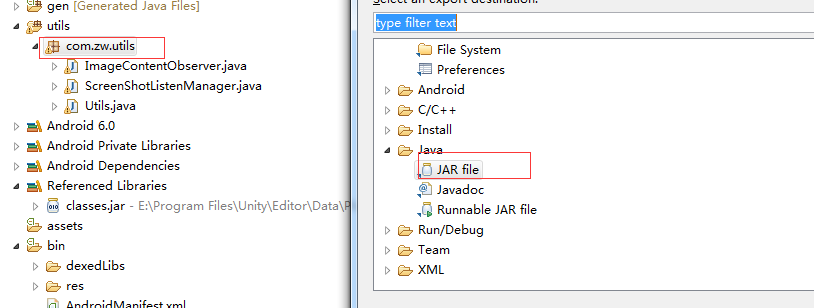 gen [Generated Java Files]
utils
com.zw.utils
ImageContentObserver.java
ScreenShotListenManager.java
Utils.java
Android 6.0
Android Private Libraries
Android Dependencies
Referenced Libraries
classes.jar - E:\Program Files\Unity\Editor\Data\
assets
bin
dexedLibs
res
AndroidManifest.xml
Select an export destination:
type filter text
File System
Preferences
Android
C/C++
Install
Java
JAR file
Javadoc
Runnable JAR file
Run/Debug
Team
XML